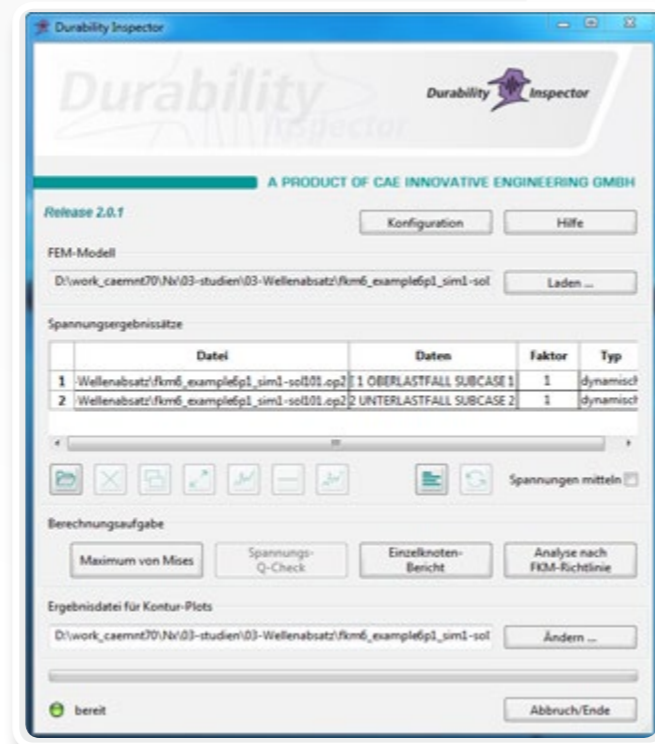 Durability Inspector
Durability
Inspector
Durability Inspector
A PRODUCT OF CAE INNOVATIVE ENGINEERING GMBH
Release 2.0.1
Konfiguration
Hilfe
FEM-Modell
D:\work_caemnt70\Nx\03-studien\03-Wellenabsatz\fkm6_example6p1_sim1-sol
Laden ...
Spannungsergebnissätze
Datei Daten Faktor Typ
1 -Wellenabsatz\fkm6_example6p1_sim1-sol101.op2 E 1 OBERLASTFALL SUBCASE 1 1 dynamisch
2 -Wellenabsatz\fkm6_example6p1_sim1-sol101.op2 2 UNTERLASTFALL SUBCASE 2 1 dynamisch
Spannungen mitteln
Berechnungsaufgabe
Maximum von Mises
Spannungs-
Q-Check
Einzelknoten-
Bericht
Analyse nach
FKM-Richtlinie
Ergebnisdatei für Kontur-Plots
D:\work_caemnt70\Nx\03-studien\03-Wellenabsatz\fkm6_example6p1_sim1-sol
Ändern ...
bereit
Abbruch/Ende